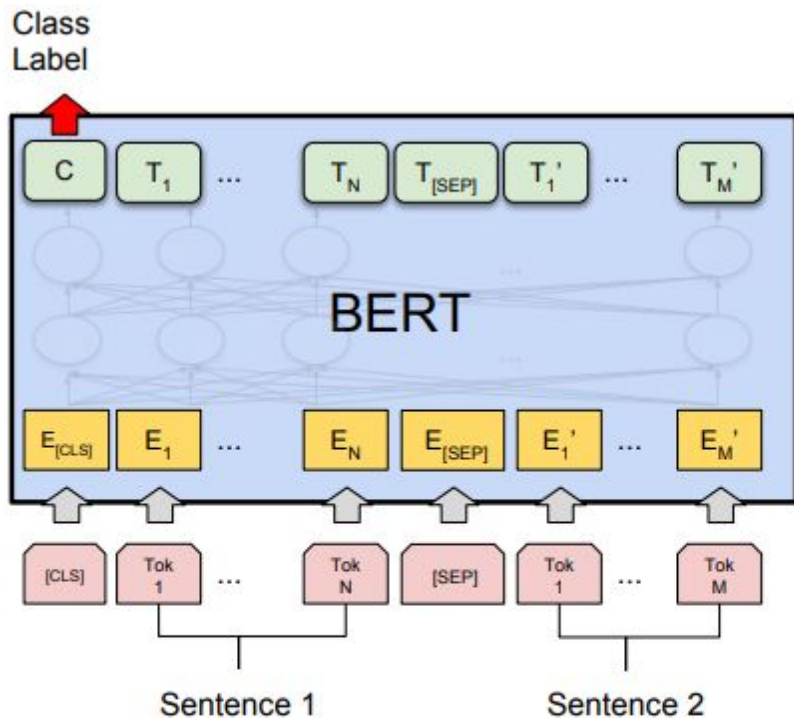 Class
Label
C T1 ... TN T[SEP] T1' ... TM'
...
BERT
...
E[CLS] E1 ... EN E[SEP] E1' ... EM'
[CLS] Tok 1 ... Tok N [SEP] Tok 1 ... Tok M
Sentence 1 Sentence 2